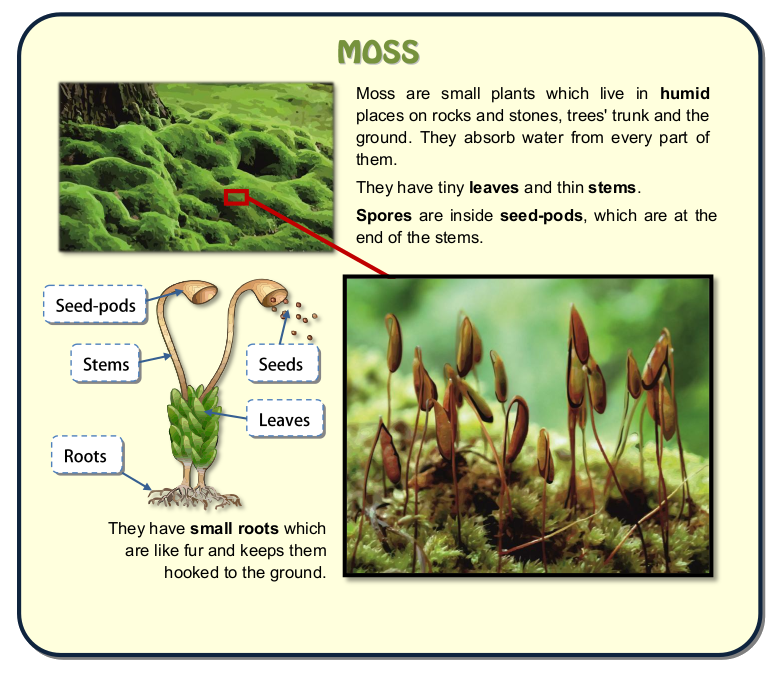 MOSS
Moss are small plants which live in humid
places on rocks and stones, trees' trunk and the
ground. They absorb water from every part of
them.
They have tiny leaves and thin stems.
Spores are inside seed-pods, which are at the
end of the stems.
Seed-pods
Stems
Seeds
Leaves
Roots
They have small roots which
are like fur and keeps them
hooked to the ground.